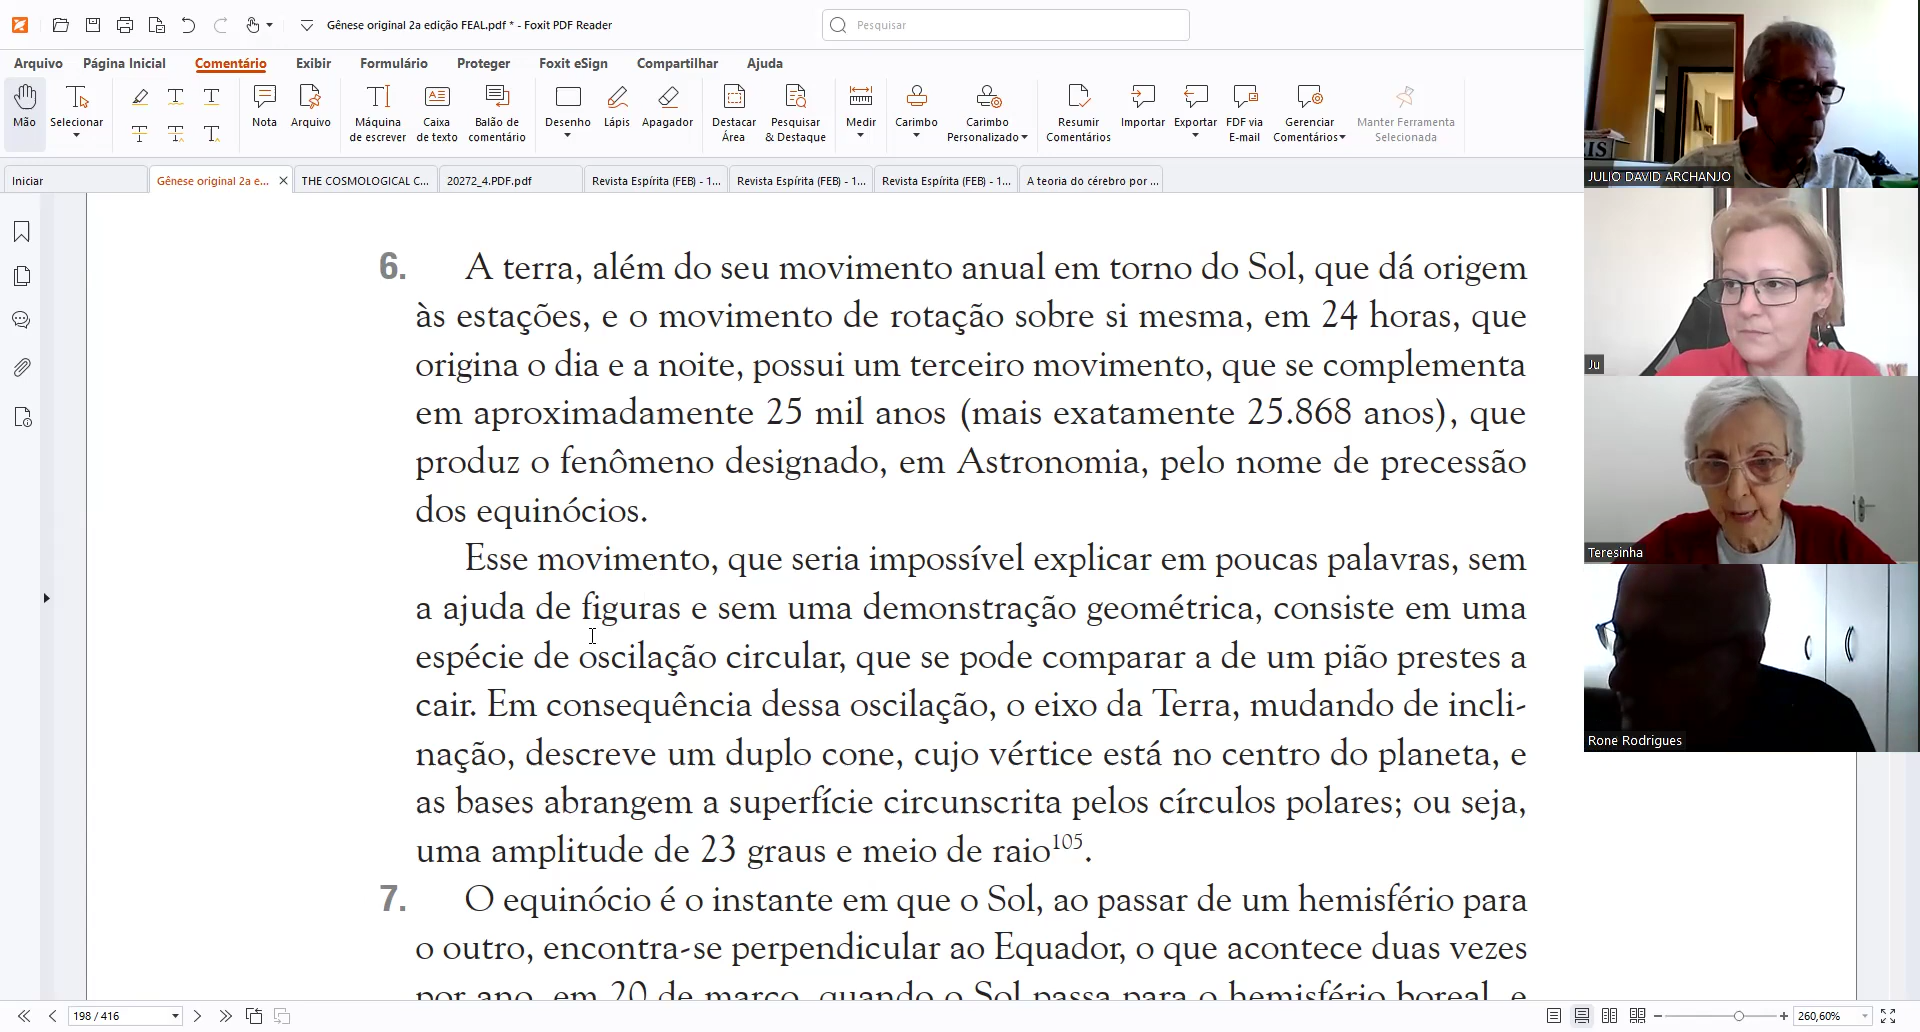 Gênese original 2a edição FEAL.pdf * - Foxit PDF Reader
Pesquisar
Arquivo Página Inicial Comentário Exibir Formulário Proteger Foxit eSign Compartilhar Ajuda
Mão
Selecionar
Nota
Arquivo
Máquina de escrever
Caixa de texto
Balão de comentário
Desenho
Lápis
Apagador
Destacar Área
Pesquisar & Destaque
Medir
Carimbo
Carimbo Personalizado
Resumir Comentários
Importar
Exportar
FDF via E-mail
Gerenciar Comentários
Manter Ferramenta Selecionada
Iniciar
Gênese original 2a e...
THE COSMOLOGICAL C...
20272_4.PDF.pdf
Revista Espírita (FEB) - 1...
Revista Espírita (FEB) - 1...
Revista Espírita (FEB) - 1...
A teoria do cérebro por ...
6. A terra, além do seu movimento anual em torno do Sol, que dá origem
às estações, e o movimento de rotação sobre si mesma, em 24 horas, que
origina o dia e a noite, possui um terceiro movimento, que se complementa
em aproximadamente 25 mil anos (mais exatamente 25.868 anos), que
produz o fenômeno designado, em Astronomia, pelo nome de precessão
dos equinócios.
Esse movimento, que seria impossível explicar em poucas palavras, sem
a ajuda de figuras e sem uma demonstração geométrica, consiste em uma
espécie de oscilação circular, que se pode comparar a de um pião prestes a
cair. Em consequência dessa oscilação, o eixo da Terra, mudando de incli-
nação, descreve um duplo cone, cujo vértice está no centro do planeta, e
as bases abrangem a superfície circunscrita pelos círculos polares; ou seja,
uma amplitude de 23 graus e meio de raio105.
7. O equinócio é o instante em que o Sol, ao passar de um hemisfério para
o outro, encontra-se perpendicular ao Equador, o que acontece duas vezes
por ano, em 20 de março, quando o Sol passa para o hemisfério boreal, e
198 / 416
260,60%
JULIO DAVID ARCHANJO
Ju
Teresinha
Rone Rodrigues